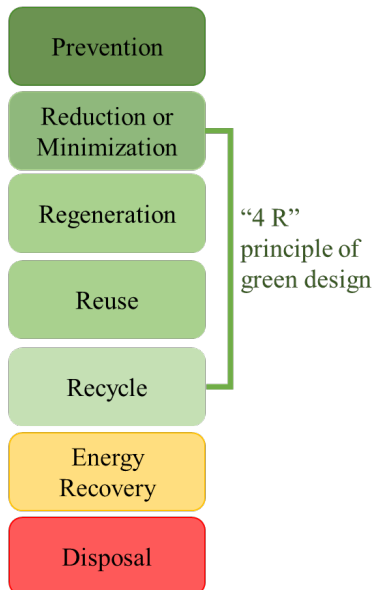 Prevention
Reduction or
Minimization
Regeneration
“4 R”
principle of
green design
Reuse
Recycle
Energy
Recovery
Disposal